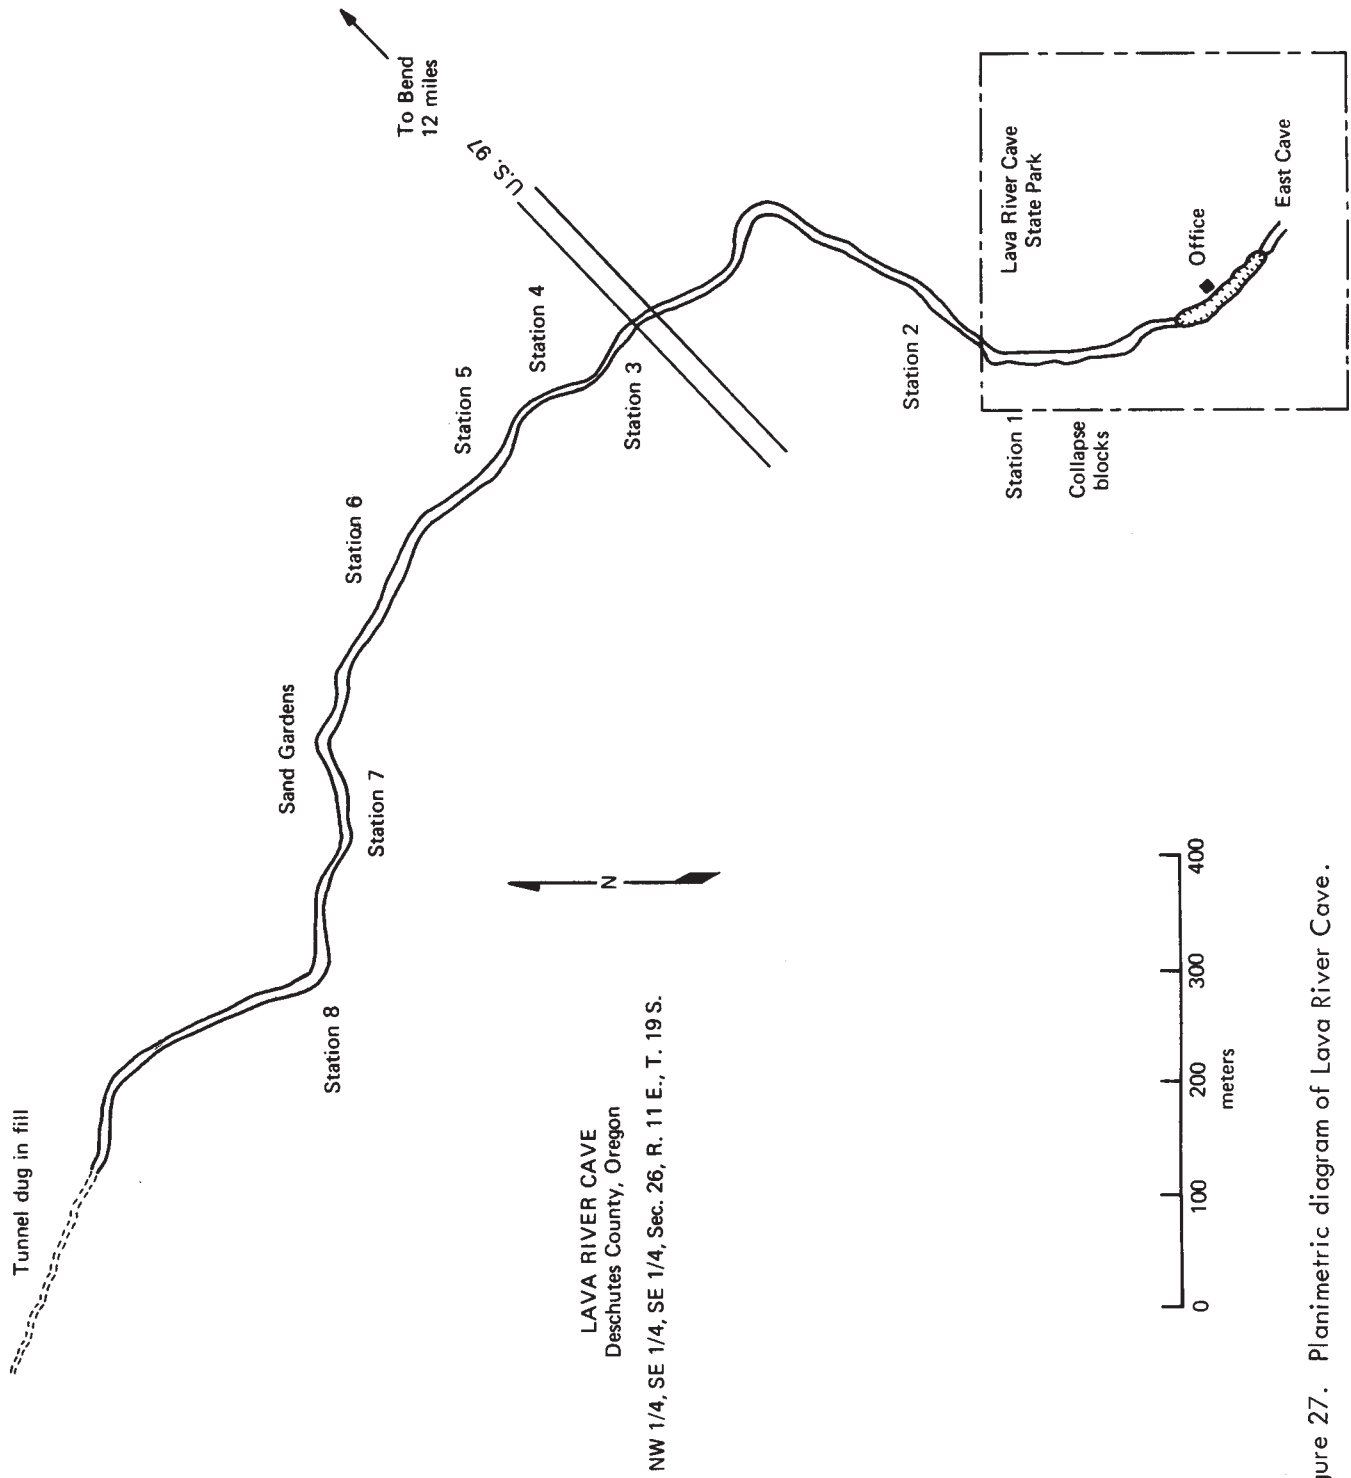 Tunnel dug in fill
Station 8
Sand Gardens
Station 7
Station 6
Station 5
Station 4
Station 3
U.S. 97
To Bend
12 miles
Station 2
Station 1
Collapse
blocks
Lava River Cave
State Park
Office
East Cave
N
LAVA RIVER CAVE
Deschutes County, Oregon
NW 1/4, SE 1/4, SE 1/4, Sec. 26, R. 11 E., T. 19 S.
0 100 200 300 400
meters
gure 27. Planimetric diagram of Lava River Cave.